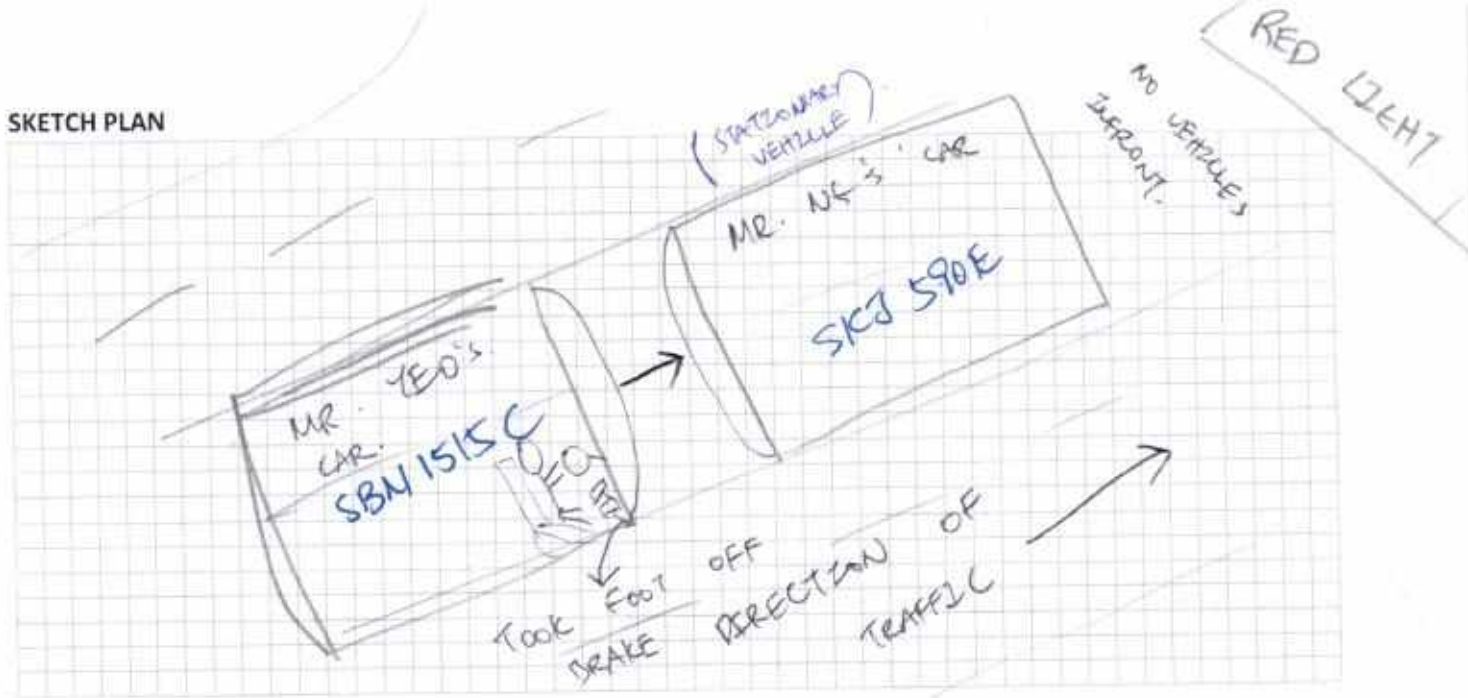 RED LIGHT
NO VEHICLES
INFRONT.
SKETCH PLAN
(STATIONARY
VEHICLE)
MR. NG'S' CAR
SKJ 590E
MR. YEO'S.
CAR.
SBN 1515 C
TOOK FOOT OFF
BRAKE
DIRECTION OF
TRAFFIC